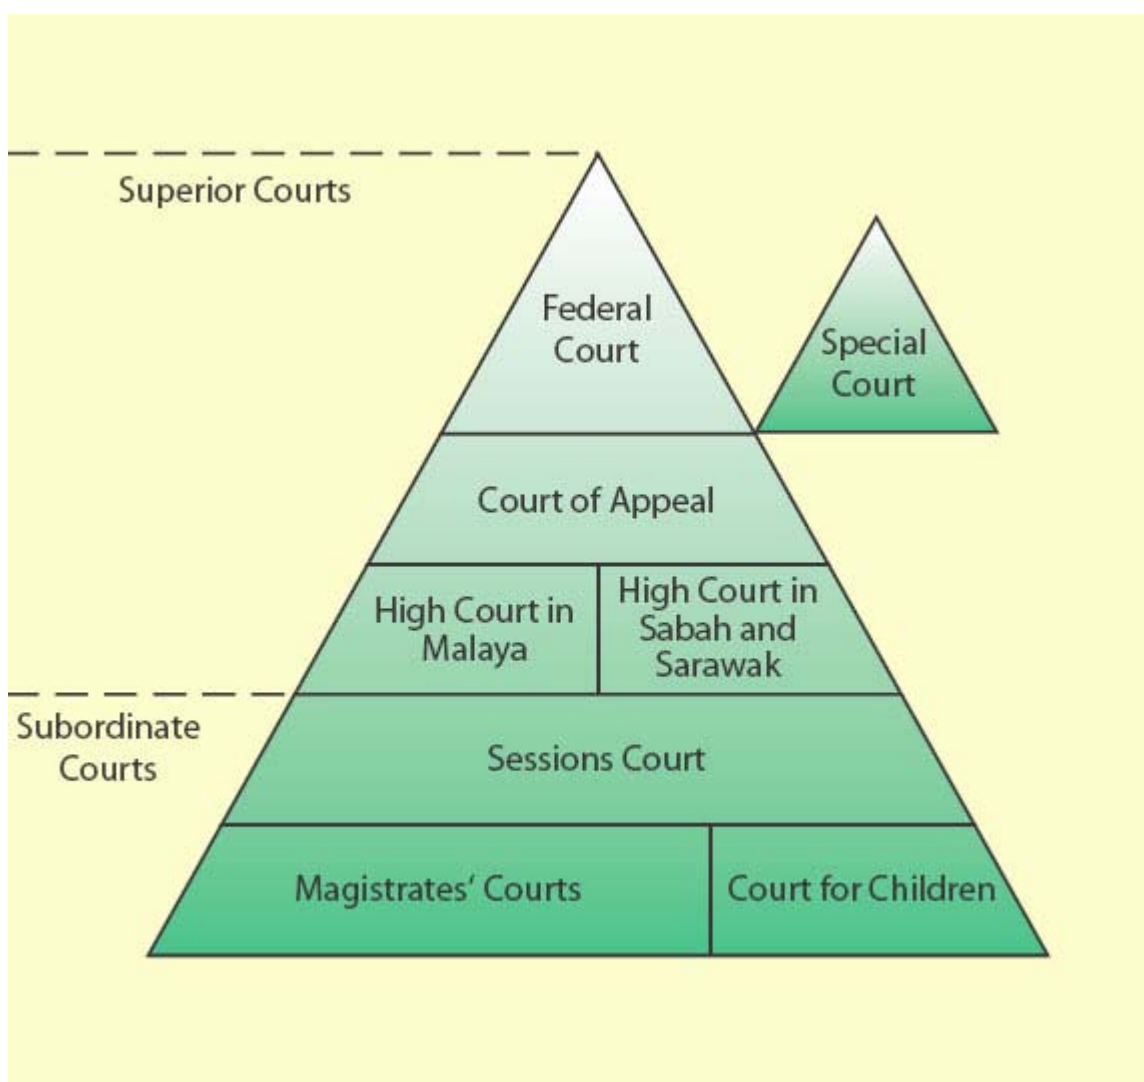 Superior Courts
Federal
Court
Special
Court
Court of Appeal
High Court in
Malaya
High Court in
Sabah and
Sarawak
Subordinate
Courts
Sessions Court
Magistrates’ Courts
Court for Children